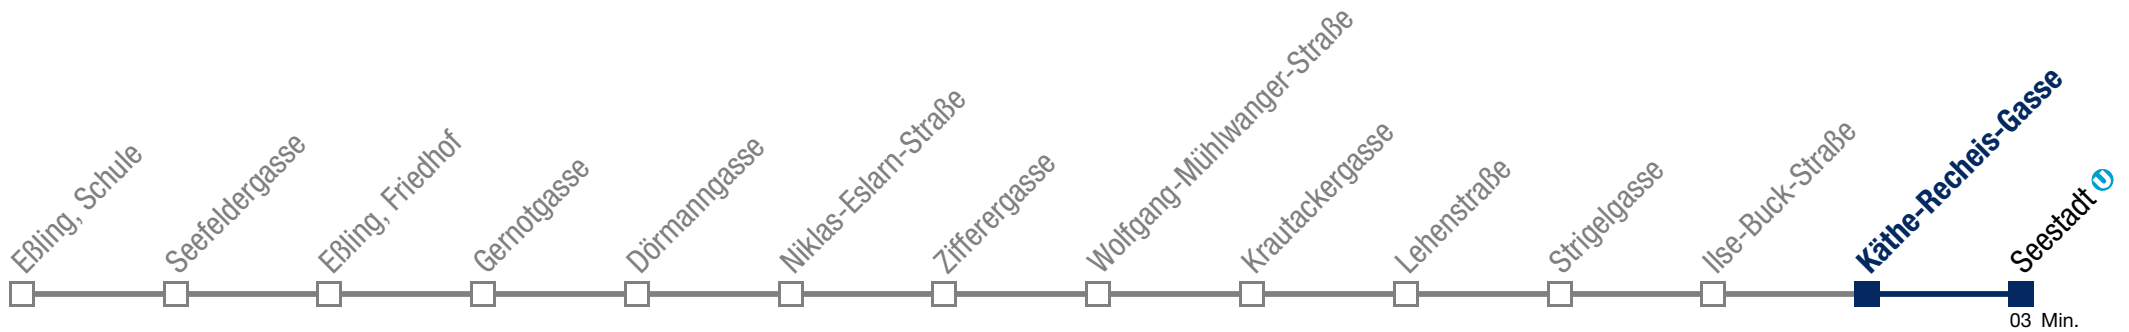 Eßling, Schule
Seefeldergasse
Eßling, Friedhof
Gernotgasse
Dörmanngasse
Niklas-Eslarn-Straße
Zifferergasse
Wolfgang-Mühlwanger-Straße
Krautackergasse
Lehenstraße
Strigelgasse
Ilse-Buck-Straße
Käthe-Recheis-Gasse
Seestadt U
03 Min.